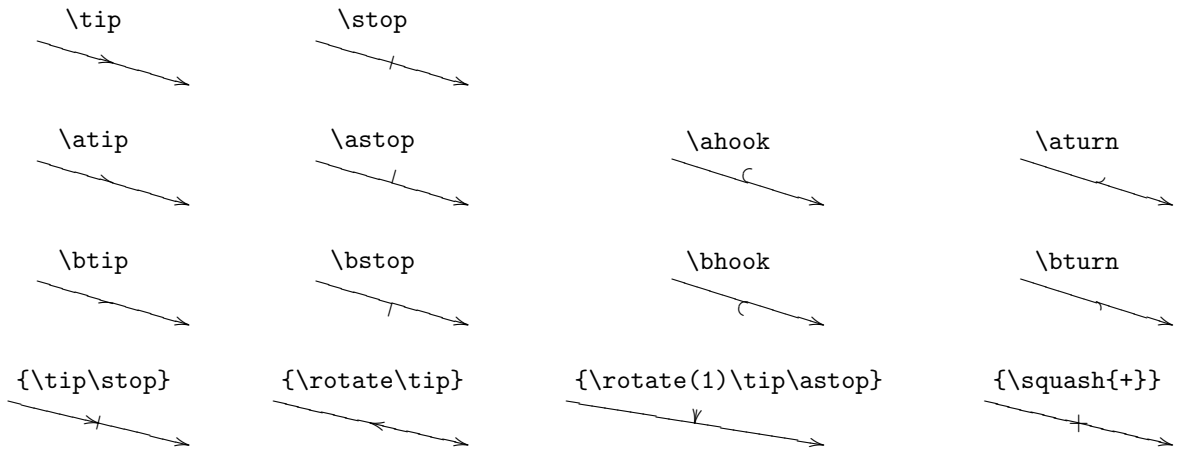 \tip \stop
\atip \astop \ahook \aturn
\btip \bstop \bhook \bturn
{\tip\stop} {\rotate\tip} {\rotate(1)\tip\astop} {\squash{+}}